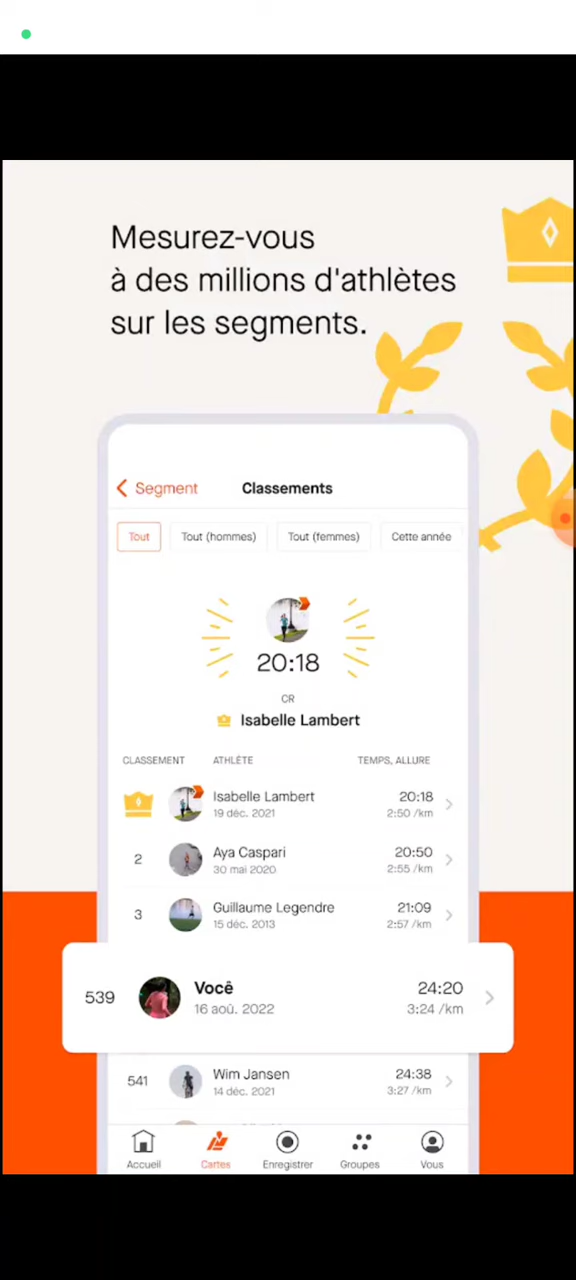 Mesurez-vous
à des millions d'athlètes
sur les segments.
Segment
Classements
Tout
Tout (hommes)
Tout (femmes)
Cette année
20:18
CR
Isabelle Lambert
CLASSEMENT ATHLÈTE TEMPS, ALLURE
Isabelle Lambert 20:18
19 déc. 2021 2:50 /km
2 Aya Caspari 20:50
30 mai 2020 2:55 /km
3 Guillaume Legendre 21:09
15 déc. 2013 2:57 /km
539 Você 24:20
16 aoû. 2022 3:24 /km
541 Wim Jansen 24:38
14 déc. 2021 3:27 /km
Accueil Cartes Enregistrer Groupes Vous